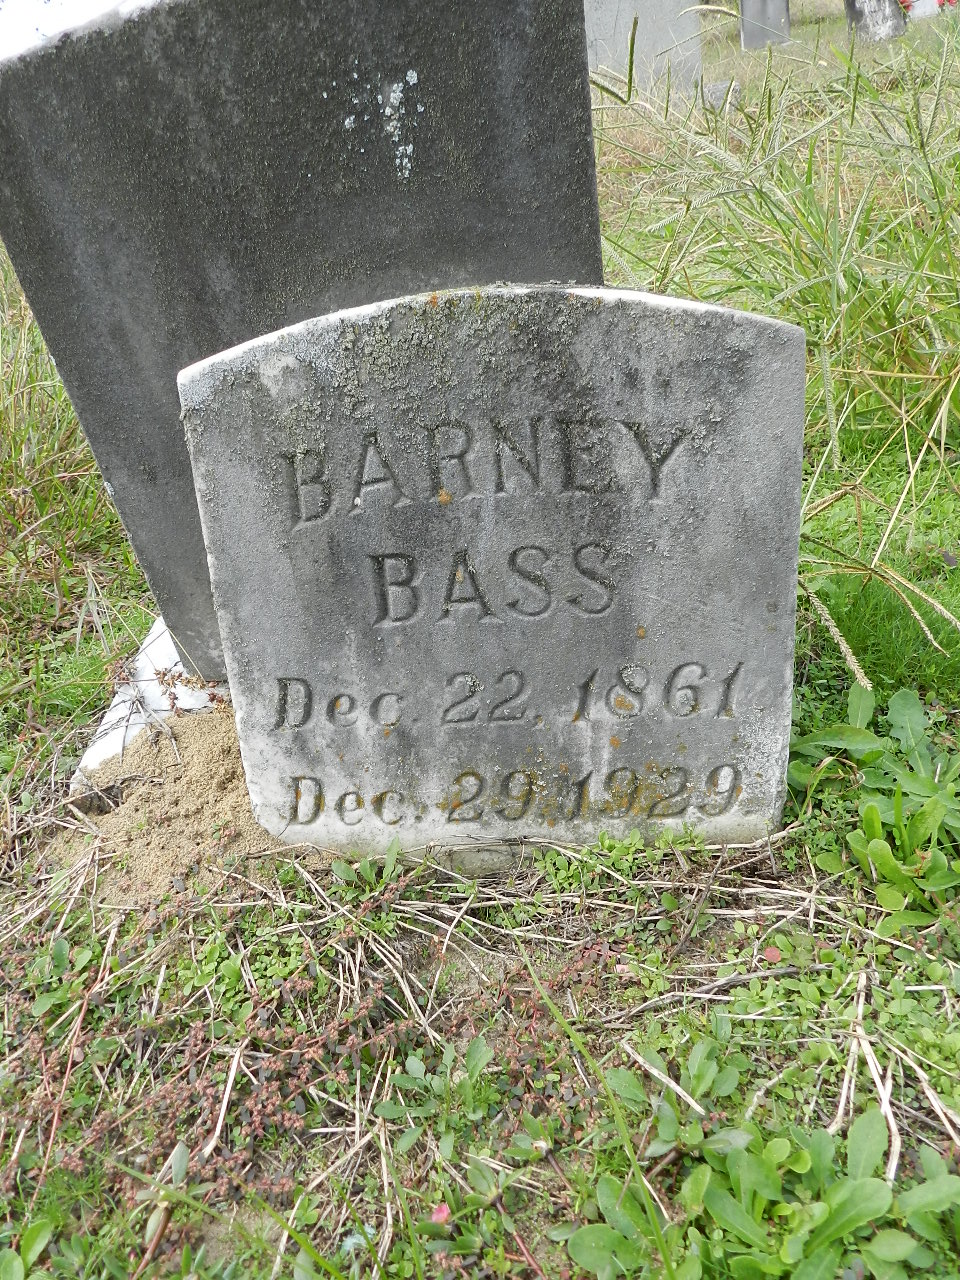 BARNEY
BASS
Dec. 22, 1861
Dec. 29, 1929.